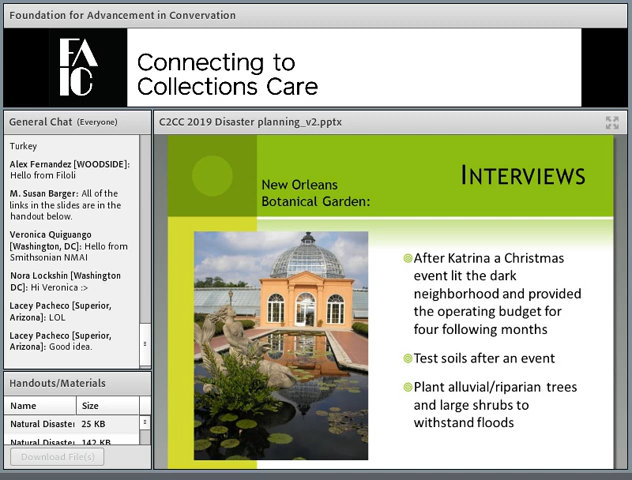 Foundation for Advancement in Convervation
FA
IC
Connecting to
Collections Care
General Chat (Everyone)
Turkey
Alex Fernandez [WOODSIDE]:
Hello from Filoli
M. Susan Barger: All of the
links in the slides are in the
handout below.
Veronica Quiguango
[Washington, DC]: Hello from
Smithsonian NMAI
Nora Lockshin [Washington
DC]: Hi Veronica :>
Lacey Pacheco [Superior,
Arizona]: LOL
Lacey Pacheco [Superior,
Arizona]: Good idea.
Handouts/Materials
Name Size
Natural Disaster 25 KB
Natural Disaster 142 KB
Download File(s)
C2CC 2019 Disaster planning_v2.pptx
New Orleans
Botanical Garden:
INTERVIEWS
After Katrina a Christmas
event lit the dark
neighborhood and provided
the operating budget for
four following months
Test soils after an event
Plant alluvial/riparian trees
and large shrubs to
withstand floods